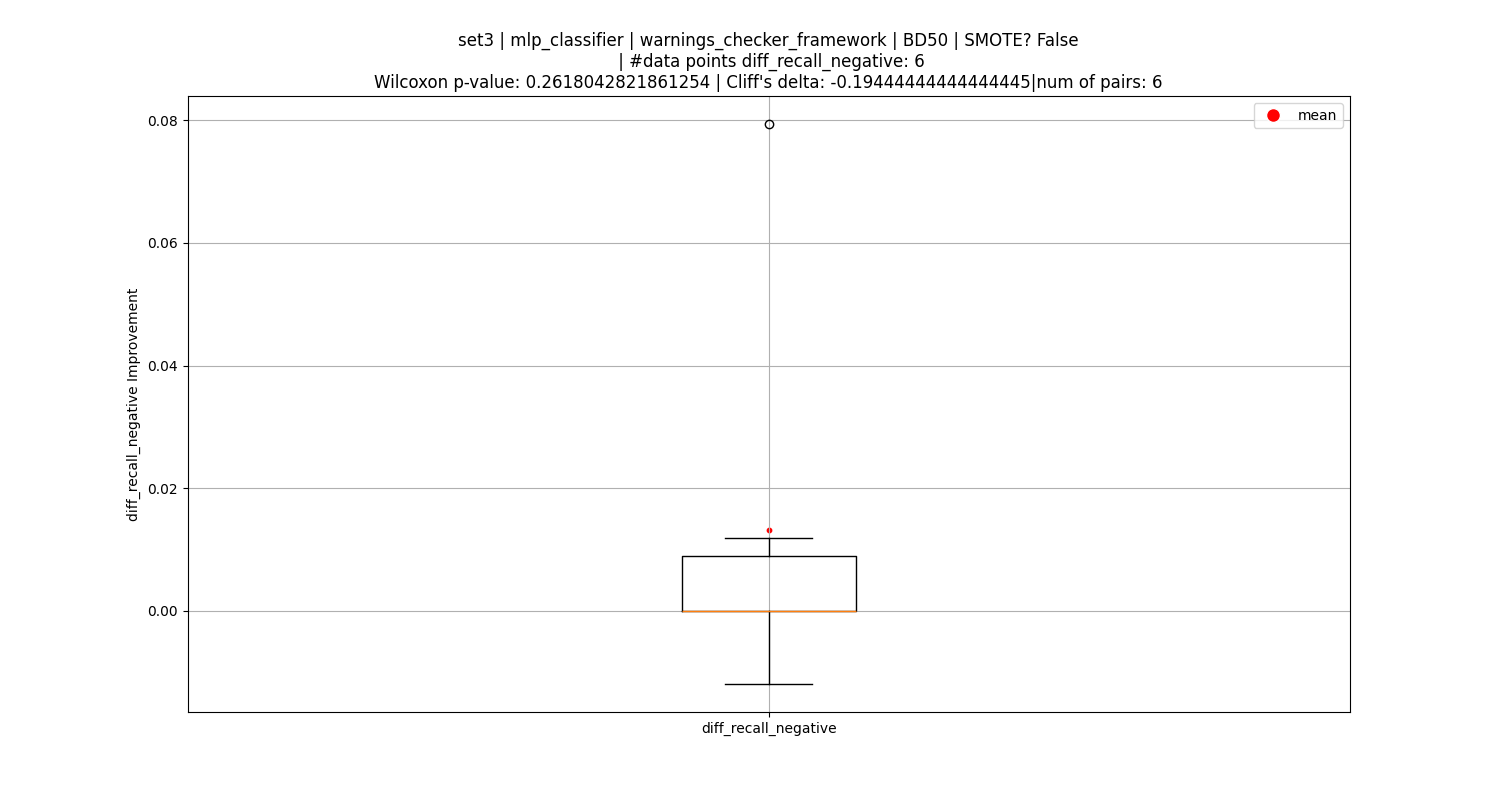 set3 | mlp_classifier | warnings_checker_framework | BD50 | SMOTE? False
| #data points diff_recall_negative: 6
Wilcoxon p-value: 0.2618042821861254 | Cliff's delta: -0.19444444444444445|num of pairs: 6
mean
0.08
0.06
0.04
0.02
0.00
diff_recall_negative Improvement
diff_recall_negative